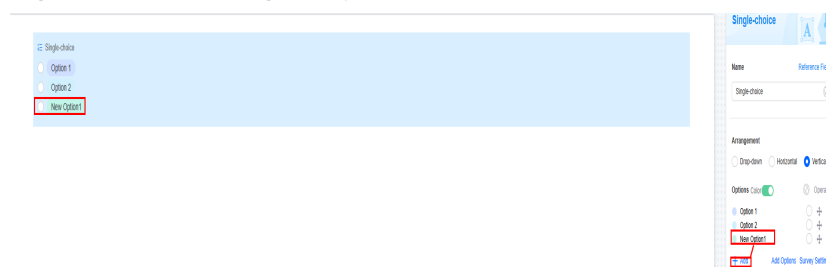 Single-choice
Option 1
Option 2
New Option1
Single-choice
A
Name
Reference Fie
Single-choice
Arrangement
Drop-down
Horizontal
Vertica
Options Color
Opera
Option 1
Option 2
New Option1
+ Add
Add Options
Survey Settin